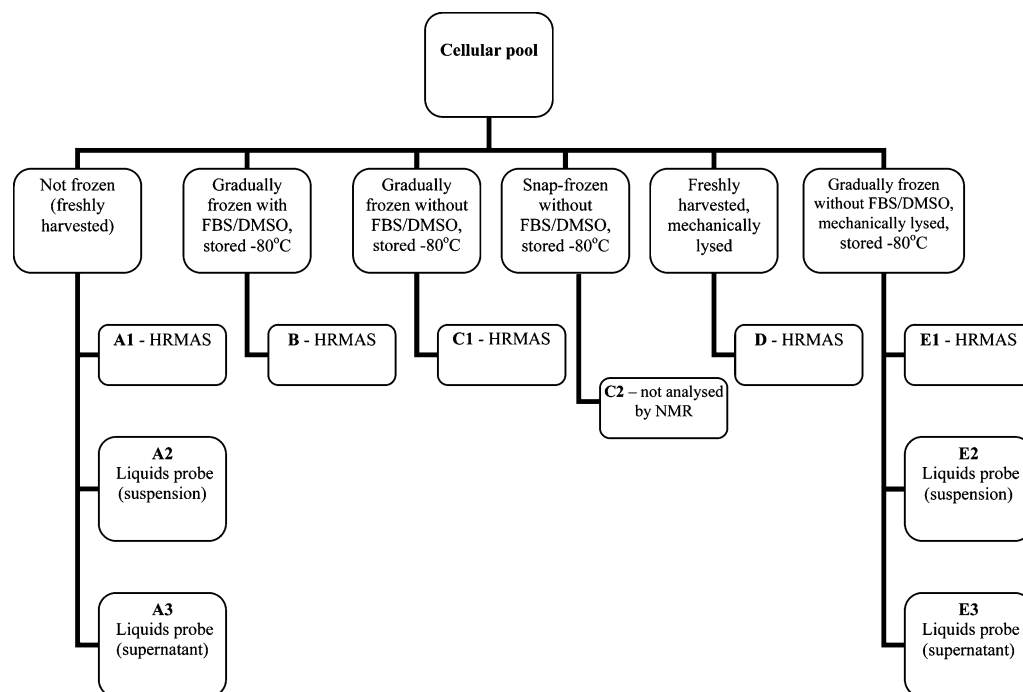 Cellular pool
Not frozen
(freshly
harvested)
Gradually
frozen with
FBS/DMSO,
stored -80°C
Gradually
frozen without
FBS/DMSO,
stored -80°C
Snap-frozen
without
FBS/DMSO,
stored -80°C
Freshly
harvested,
mechanically
lysed
Gradually frozen
without FBS/DMSO,
mechanically lysed,
stored -80°C
A1 - HRMAS
B - HRMAS
C1 - HRMAS
C2 – not analysed
by NMR
D - HRMAS
E1 - HRMAS
A2
Liquids probe
(suspension)
E2
Liquids probe
(suspension)
A3
Liquids probe
(supernatant)
E3
Liquids probe
(supernatant)